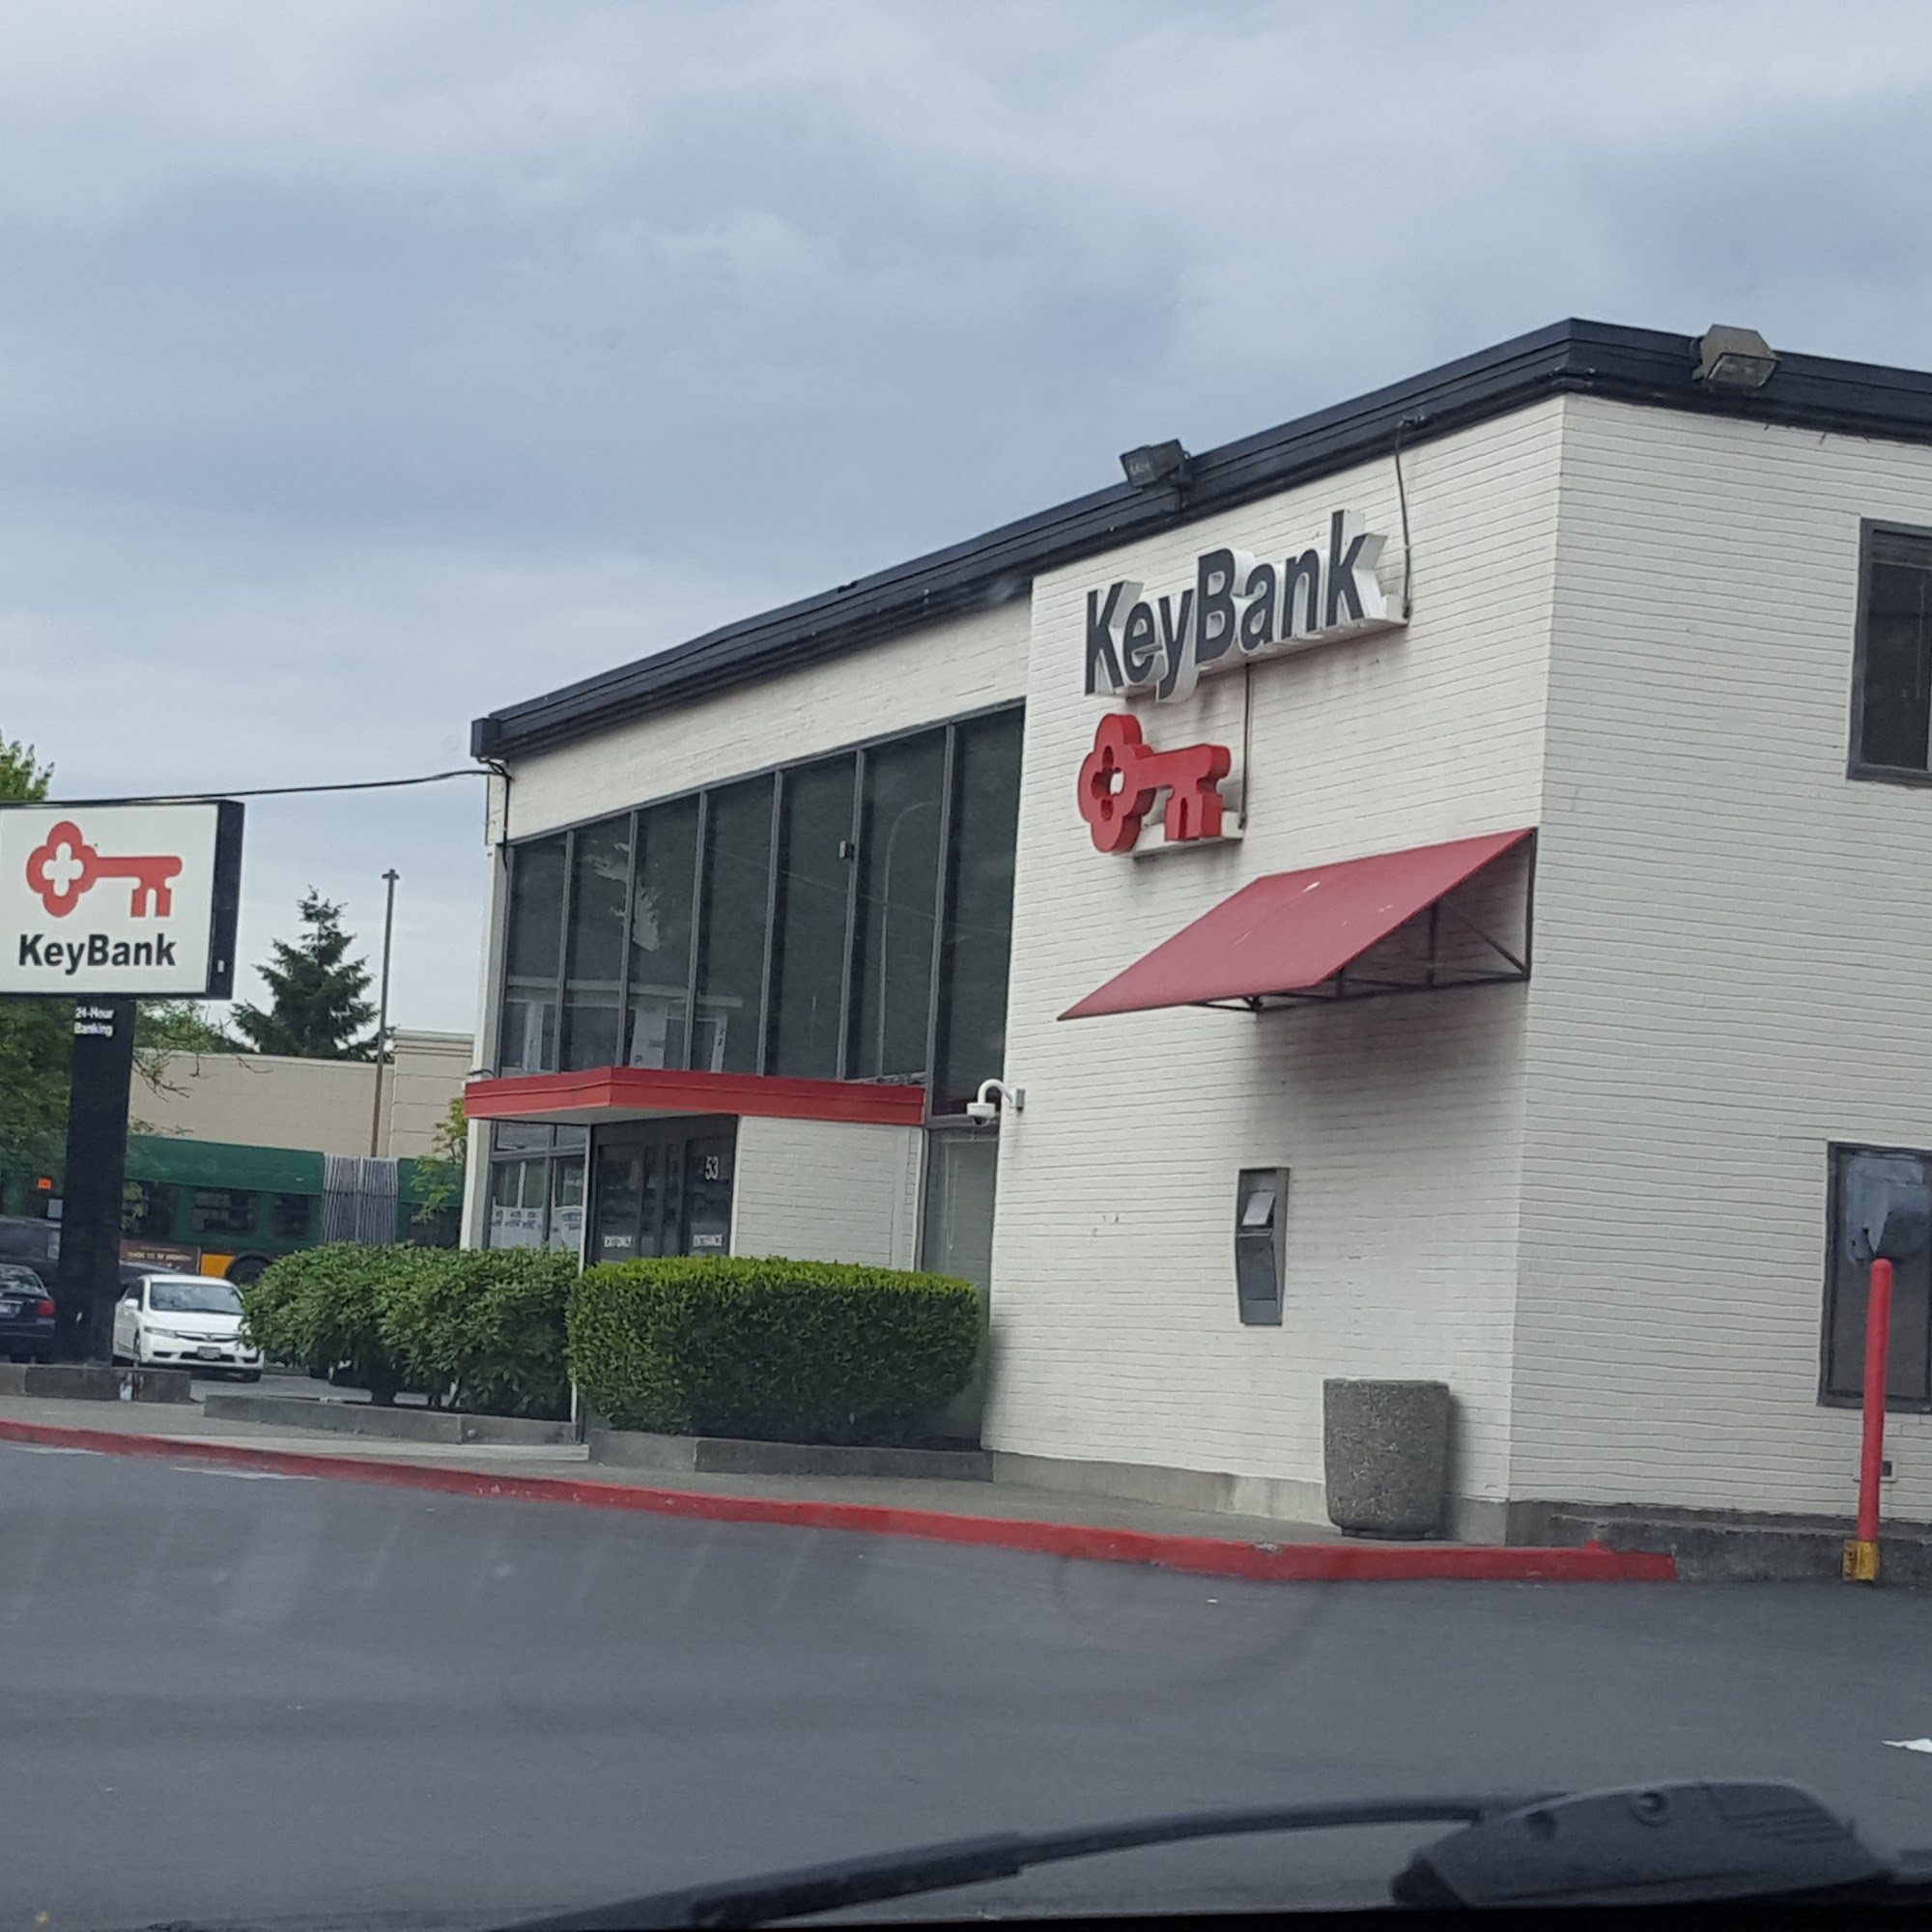 KeyBank
KeyBank
24-Hour
Banking
53
EXIT ONLY
ENTRANCE